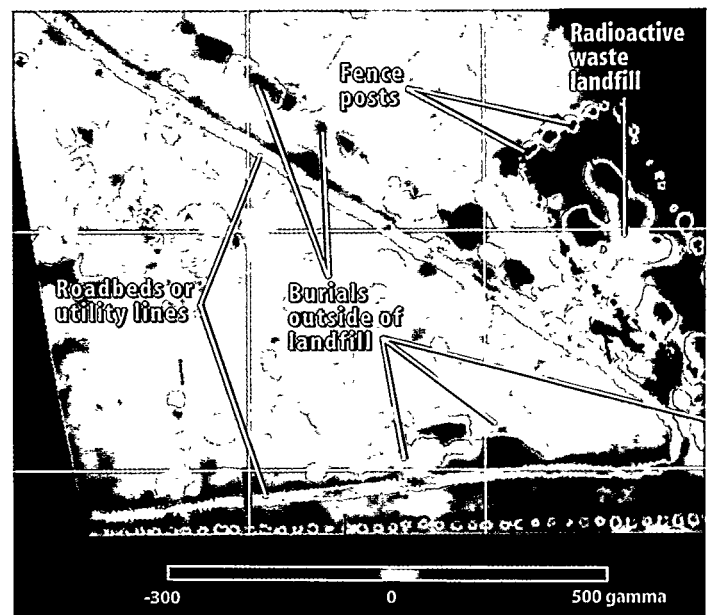 Radioactive
waste
landfill
Fence
posts
Roadbeds or
utility lines
Burials
outside of
landfill
-300 0 500 gamma